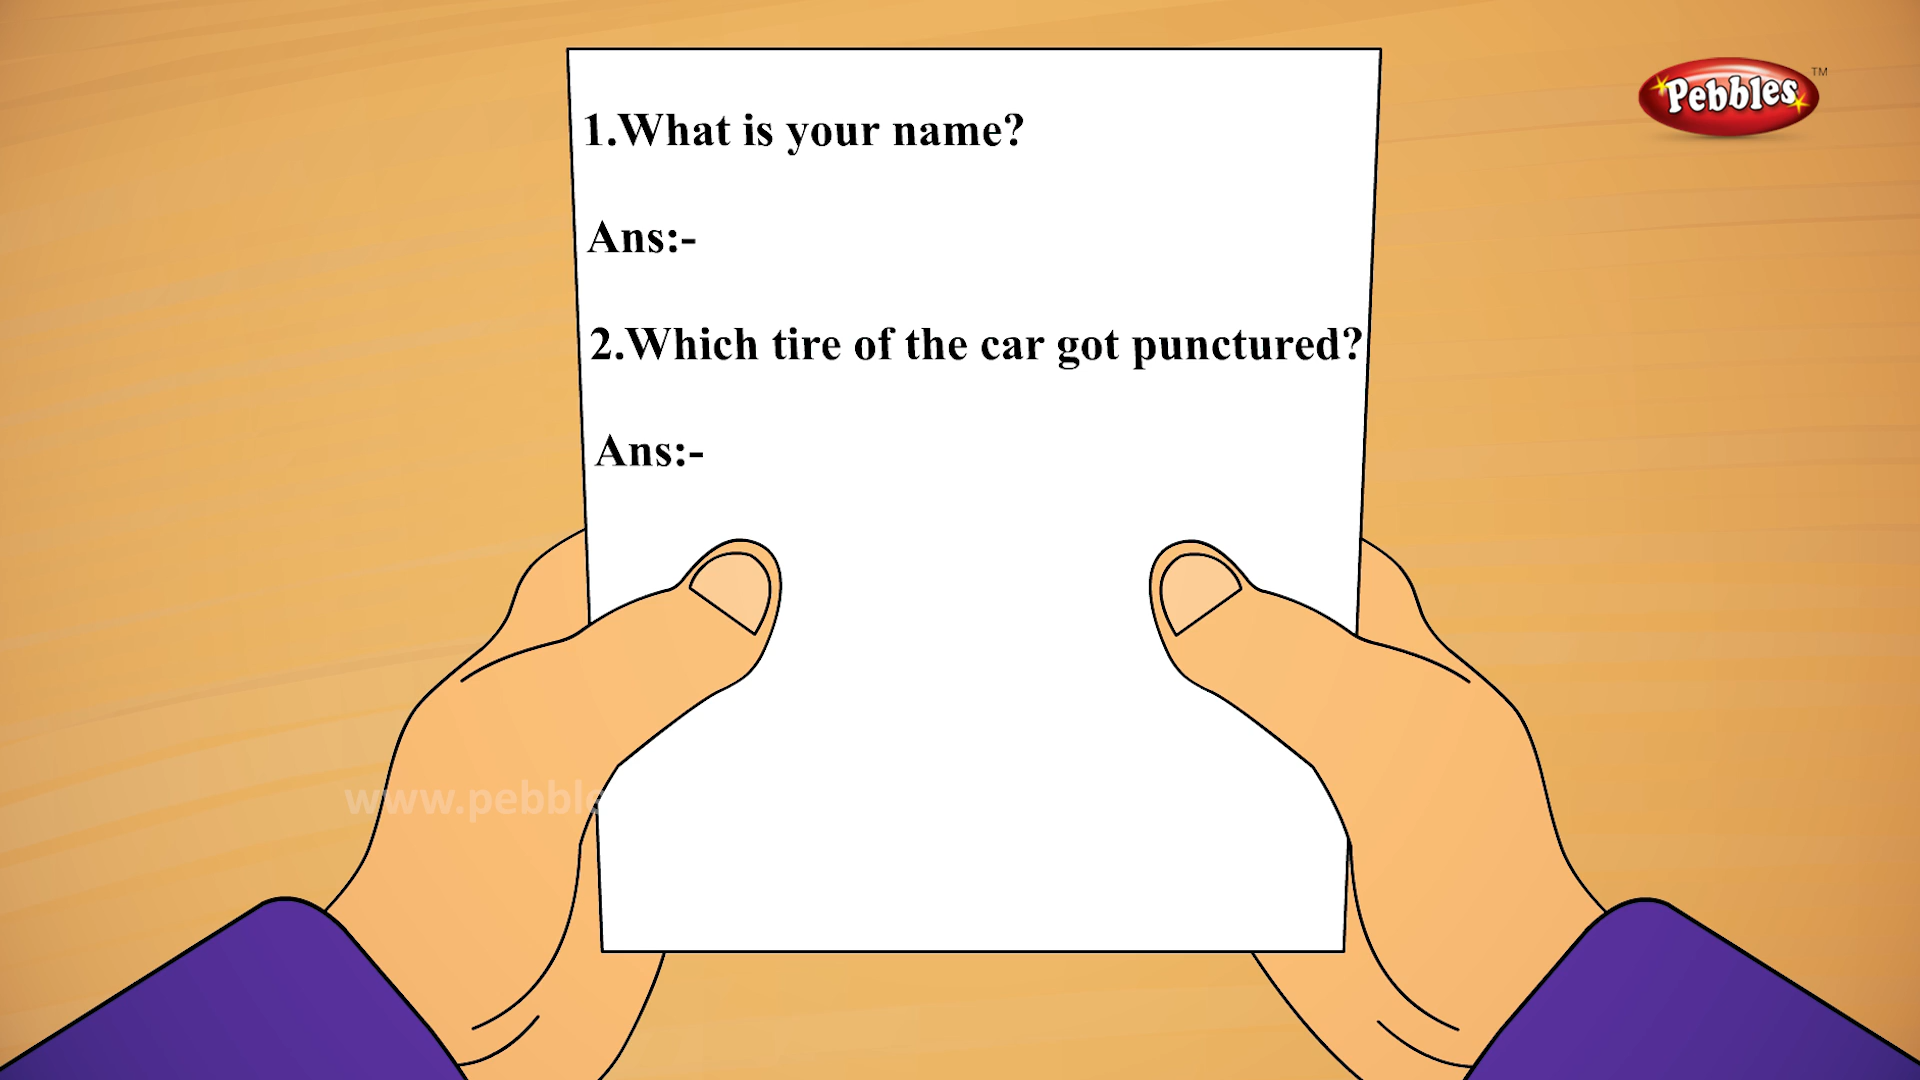 Pebbles TM
1.What is your name?
Ans:-
2.Which tire of the car got punctured?
Ans:-
www.pebbl